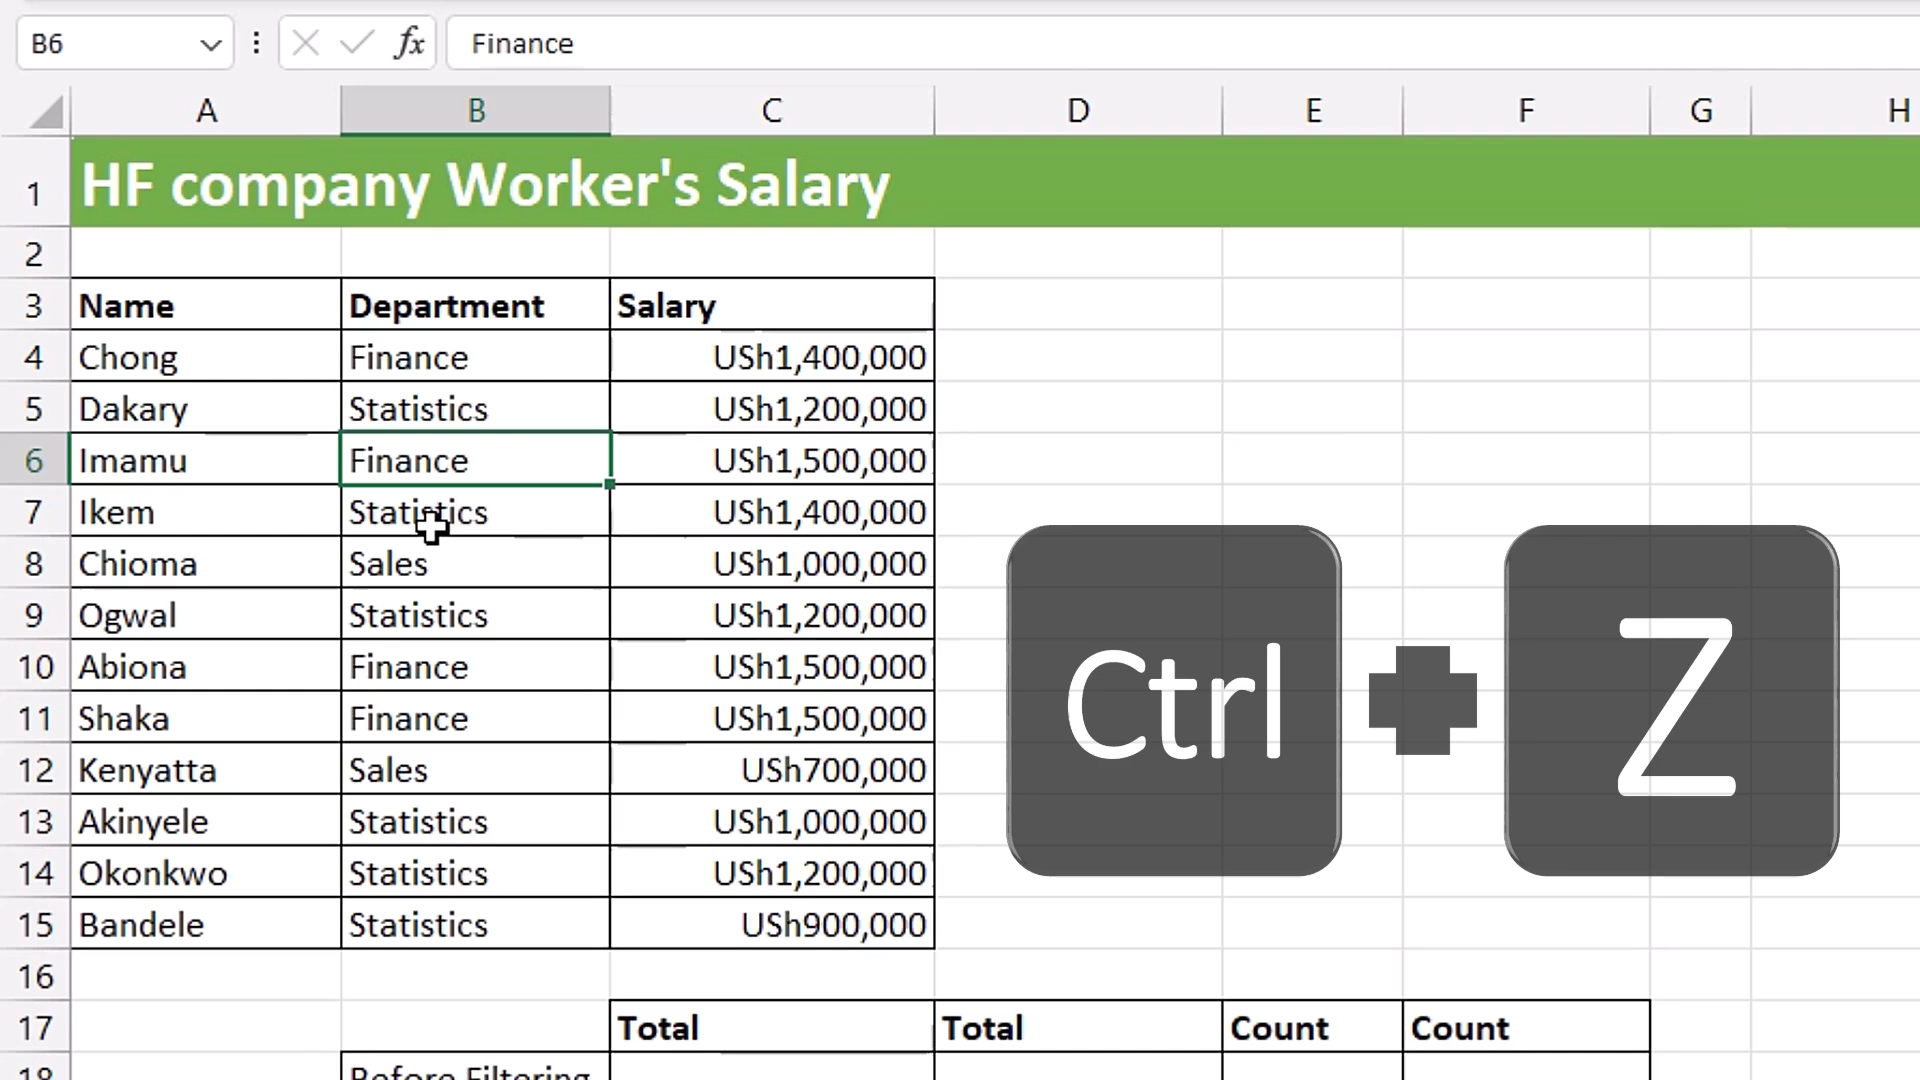 B6 fx Finance
A B C D E F G H
1 HF company Worker's Salary
2
3 Name Department Salary
4 Chong Finance USh1,400,000
5 Dakary Statistics USh1,200,000
6 Imamu Finance USh1,500,000
7 Ikem Statistics USh1,400,000
8 Chioma Sales USh1,000,000
9 Ogwal Statistics USh1,200,000
10 Abiona Finance USh1,500,000
11 Shaka Finance USh1,500,000
12 Kenyatta Sales USh700,000
13 Akinyele Statistics USh1,000,000
14 Okonkwo Statistics USh1,200,000
15 Bandele Statistics USh900,000
16
17 Total Total Count Count
18 Before Filtering
Ctrl + Z